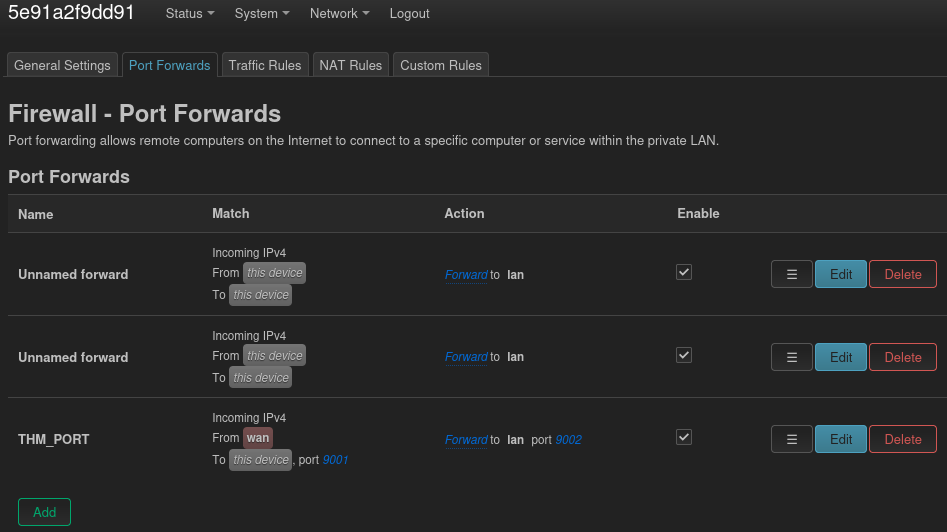 5e91a2f9dd91 Status System Network Logout
General Settings Port Forwards Traffic Rules NAT Rules Custom Rules
Firewall - Port Forwards
Port forwarding allows remote computers on the Internet to connect to a specific computer or service within the private LAN.
Port Forwards
Name Match Action Enable
Incoming IPv4
Unnamed forward From this device Forward to lan ☰ Edit Delete
To this device
Incoming IPv4
Unnamed forward From this device Forward to lan ☰ Edit Delete
To this device
Incoming IPv4
THM_PORT From wan Forward to lan port 9002 ☰ Edit Delete
To this device, port 9001
Add